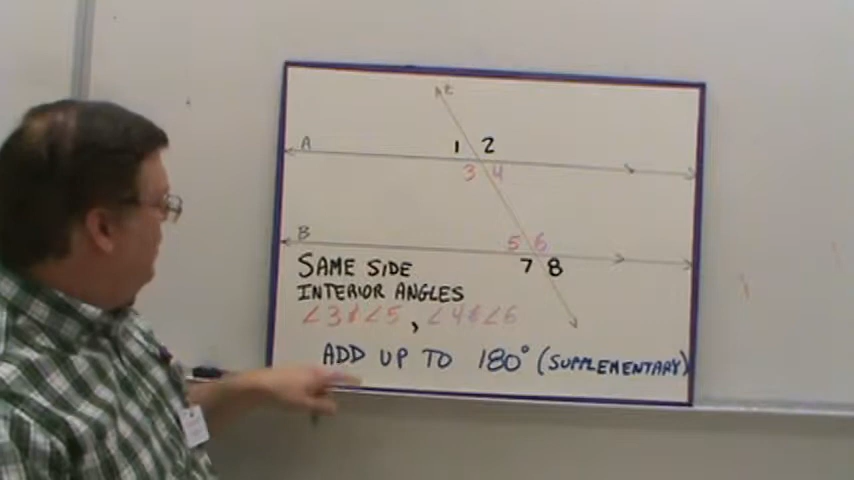 A
1 2
3 4
B
5 6
7 8
SAME SIDE
INTERIOR ANGLES
∠3 & ∠5, ∠4 & ∠6
ADD UP TO 180° (SUPPLEMENTARY)